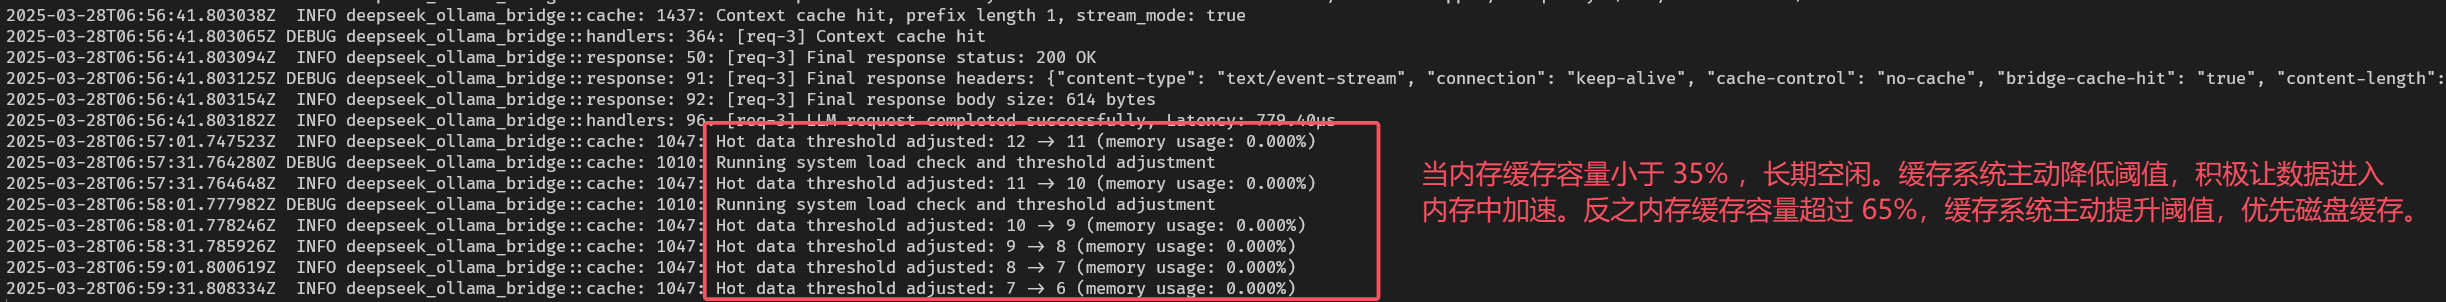 2025-03-28T06:56:41.803038Z  INFO deepseek_ollama_bridge::cache: 1437: Context cache hit, prefix length 1, stream_mode: true
2025-03-28T06:56:41.803065Z DEBUG deepseek_ollama_bridge::handlers: 364: [req-3] Context cache hit
2025-03-28T06:56:41.803094Z  INFO deepseek_ollama_bridge::response: 50: [req-3] Final response status: 200 OK
2025-03-28T06:56:41.803125Z DEBUG deepseek_ollama_bridge::response: 91: [req-3] Final response headers: {"content-type": "text/event-stream", "connection": "keep-alive", "cache-control": "no-cache", "bridge-cache-hit": "true", "content-length":
2025-03-28T06:56:41.803154Z  INFO deepseek_ollama_bridge::response: 92: [req-3] Final response body size: 614 bytes
2025-03-28T06:56:41.803182Z  INFO deepseek_ollama_bridge::handlers: 96: [req-3] LLM request completed successfully, Latency: 779.40µs
2025-03-28T06:57:01.747523Z  INFO deepseek_ollama_bridge::cache: 1047: Hot data threshold adjusted: 12 → 11 (memory usage: 0.000%)
2025-03-28T06:57:31.764280Z DEBUG deepseek_ollama_bridge::cache: 1010: Running system load check and threshold adjustment
2025-03-28T06:57:31.764648Z  INFO deepseek_ollama_bridge::cache: 1047: Hot data threshold adjusted: 11 → 10 (memory usage: 0.000%)
2025-03-28T06:58:01.777982Z DEBUG deepseek_ollama_bridge::cache: 1010: Running system load check and threshold adjustment
2025-03-28T06:58:01.778246Z  INFO deepseek_ollama_bridge::cache: 1047: Hot data threshold adjusted: 10 → 9 (memory usage: 0.000%)
2025-03-28T06:58:31.785926Z  INFO deepseek_ollama_bridge::cache: 1047: Hot data threshold adjusted: 9 → 8 (memory usage: 0.000%)
2025-03-28T06:59:01.800619Z  INFO deepseek_ollama_bridge::cache: 1047: Hot data threshold adjusted: 8 → 7 (memory usage: 0.000%)
2025-03-28T06:59:31.808334Z  INFO deepseek_ollama_bridge::cache: 1047: Hot data threshold adjusted: 7 → 6 (memory usage: 0.000%)
当内存缓存容量小于 35% ，长期空闲。缓存系统主动降低阈值，积极让数据进入
内存中加速。反之内存缓存容量超过 65%，缓存系统主动提升阈值，优先磁盘缓存。